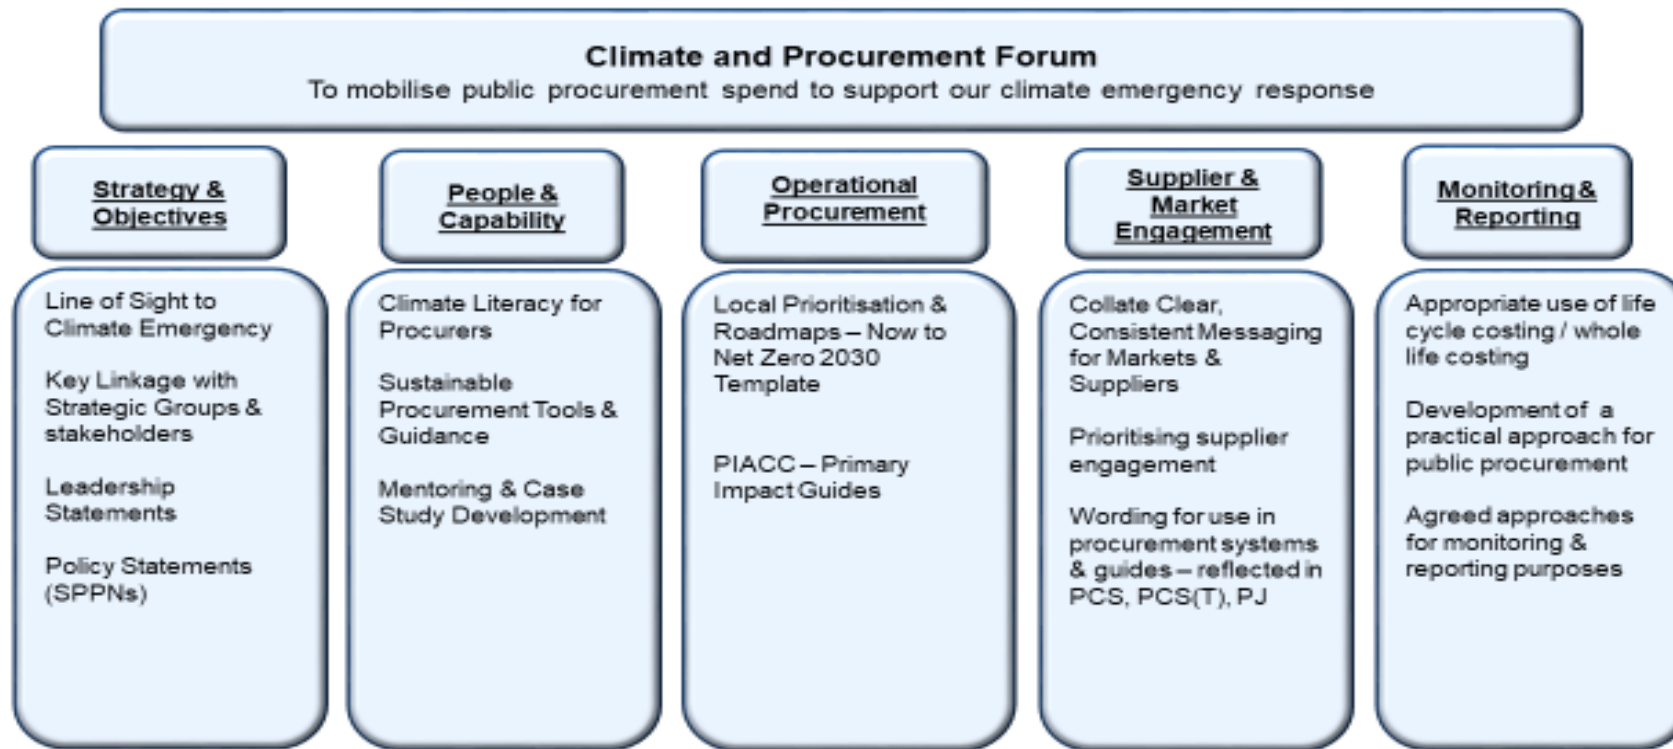 Climate and Procurement Forum
To mobilise public procurement spend to support our climate emergency response
Strategy &
Objectives
Line of Sight to
Climate Emergency
Key Linkage with
Strategic Groups &
stakeholders
Leadership
Statements
Policy Statements
(SPPNs)
People &
Capability
Climate Literacy for
Procurers
Sustainable
Procurement Tools &
Guidance
Mentoring & Case
Study Development
Operational
Procurement
Local Prioritisation &
Roadmaps – Now to
Net Zero 2030
Template
PIACC – Primary
Impact Guides
Supplier &
Market
Engagement
Collate Clear,
Consistent Messaging
for Markets &
Suppliers
Prioritising supplier
engagement
Wording for use in
procurement systems
& guides – reflected in
PCS, PCS(T), PJ
Monitoring &
Reporting
Appropriate use of life
cycle costing / whole
life costing
Development of a
practical approach for
public procurement
Agreed approaches
for monitoring &
reporting purposes